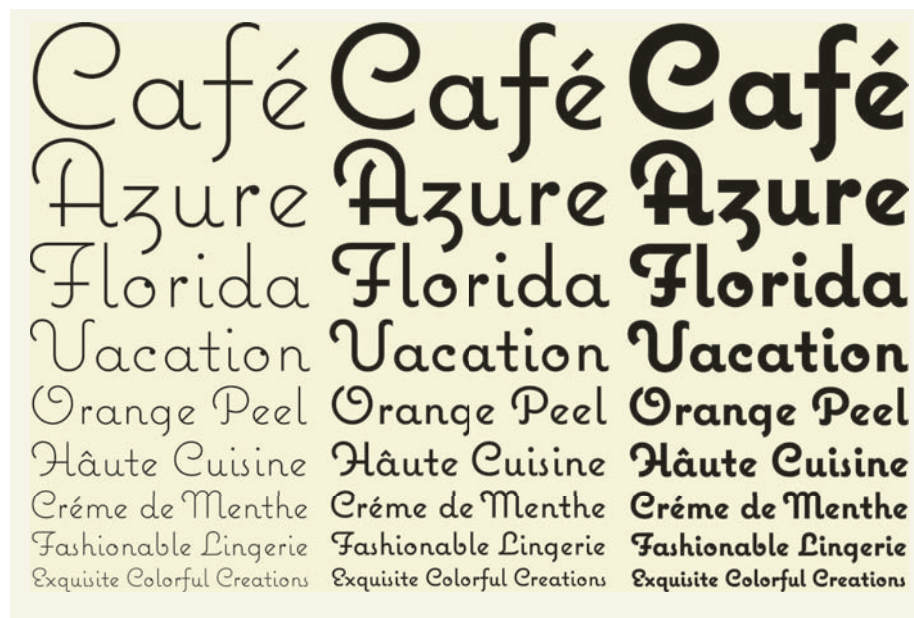 Café Café Café
Azure Azure Azure
Florida Florida Florida
Vacation Vacation Vacation
Orange Peel Orange Peel Orange Peel
Hâute Cuisine Hâute Cuisine Hâute Cuisine
Créme de Menthe Créme de Menthe Créme de Menthe
Fashionable Lingerie Fashionable Lingerie Fashionable Lingerie
Exquisite Colorful Creations Exquisite Colorful Creations Exquisite Colorful Creations